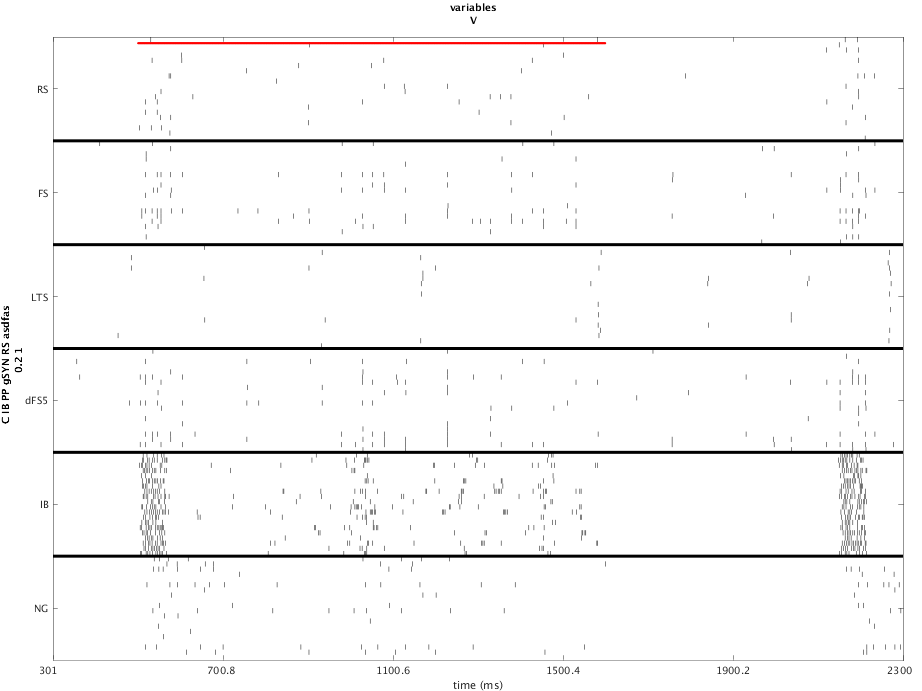 variables
V
RS
FS
LTS
dFS5
IB
NG
C IB PP gSYN RS asdfas
0.2 1
301
700.8
1100.6
1500.4
1900.2
2300
time (ms)